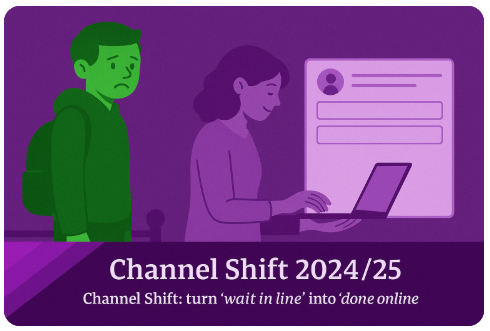 Channel Shift 2024/25
Channel Shift: turn ‘wait in line’ into ‘done online